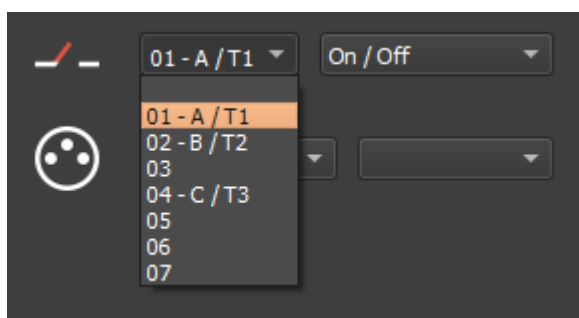 01 - A / T1 On / Off
01 - A / T1
02 - B / T2
03
04 - C / T3
05
06
07